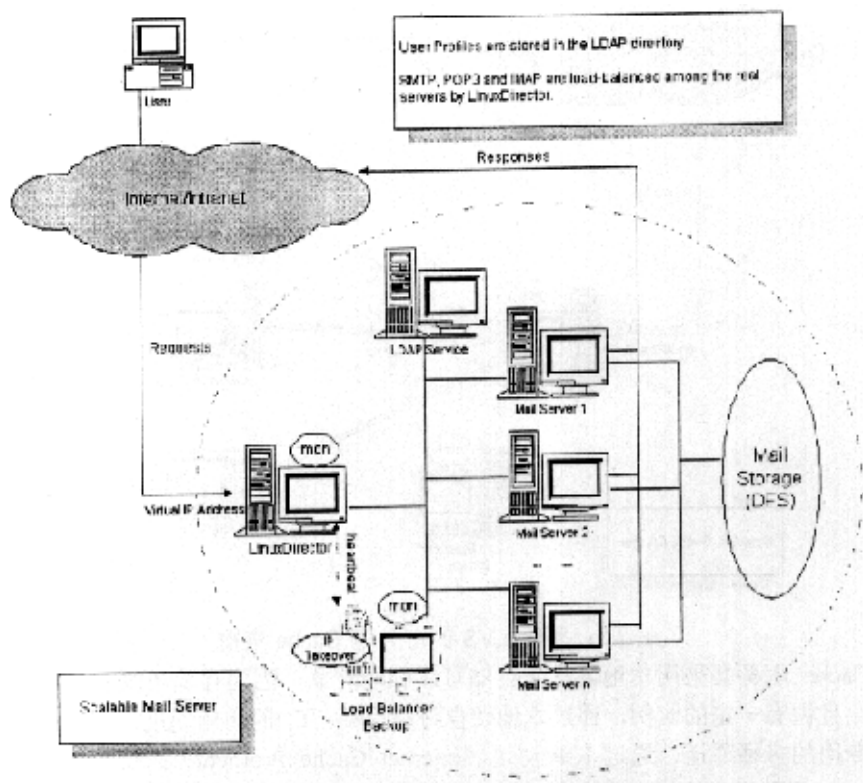 User Profiles are stored in the LDAP directory
RMTP, POP3 and IMAP are load-balanced among the real
servers by LinuxDirector.
User
Responses
Internet/Intranet
LDAP Service
Requests
Mail Server 1
mon
Mail
Storage
(DFS)
Virtual IP Address
LinuxDirector
Mail Server 2
heartbeat
mon
IP
Takeover
Mail Server n
Load Balancer
Backup
Scalable Mail Server